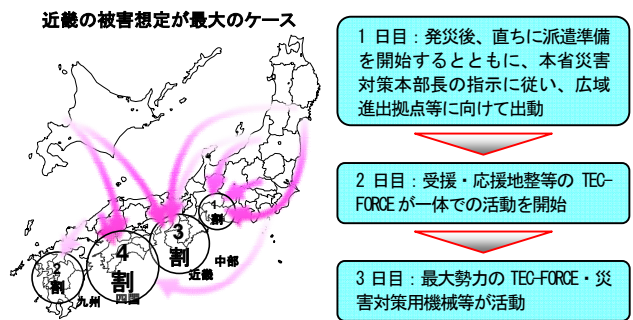 近畿の被害想定が最大のケース
1
割
3
割
4
割
2
割
中部
近畿
四国
九州
1 日目：発災後、直ちに派遣準備
を開始するとともに、本省災害
対策本部長の指示に従い、広域
進出拠点等に向けて出動
2 日目：受援・応援地整等の TEC-
FORCE が一体での活動を開始
3 日目：最大勢力の TEC-FORCE・災
害対策用機械等が活動